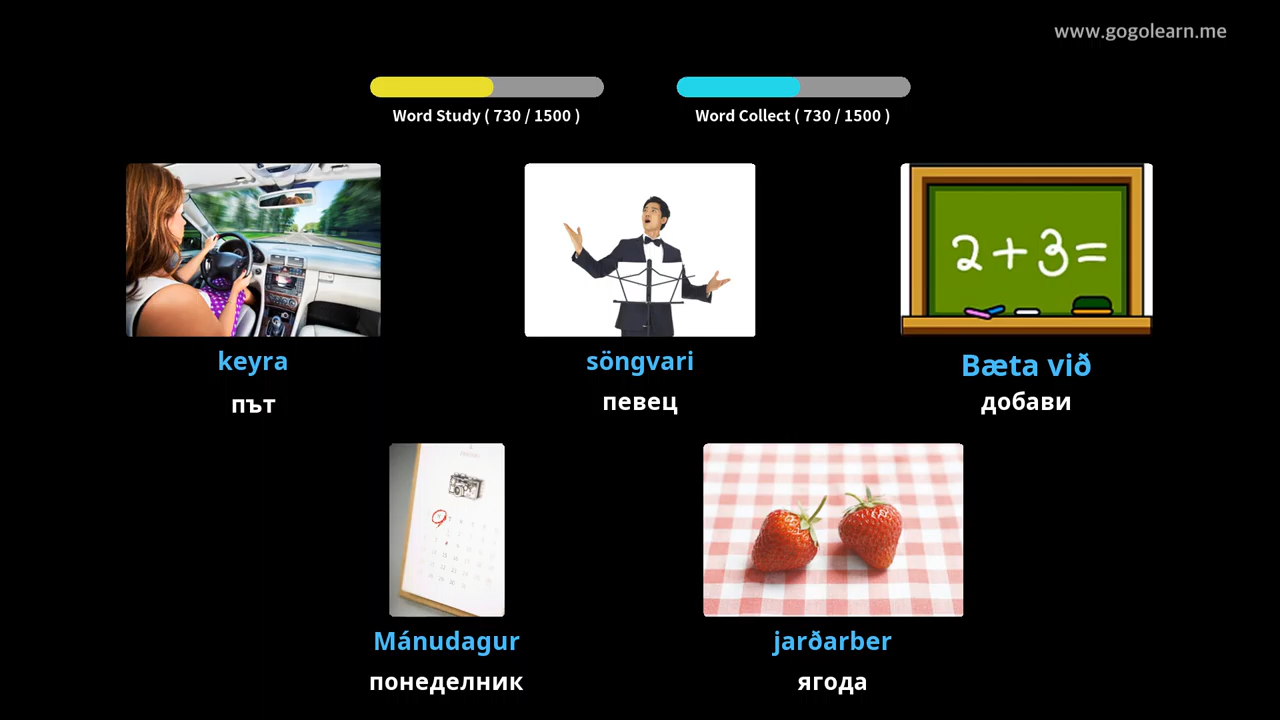 www.gogolearn.me
Word Study ( 730 / 1500 )
Word Collect ( 730 / 1500 )
2+3=
keyra
söngvari
Bæta við
път
певец
добави
Mánudagur
jarðarber
понеделник
ягода